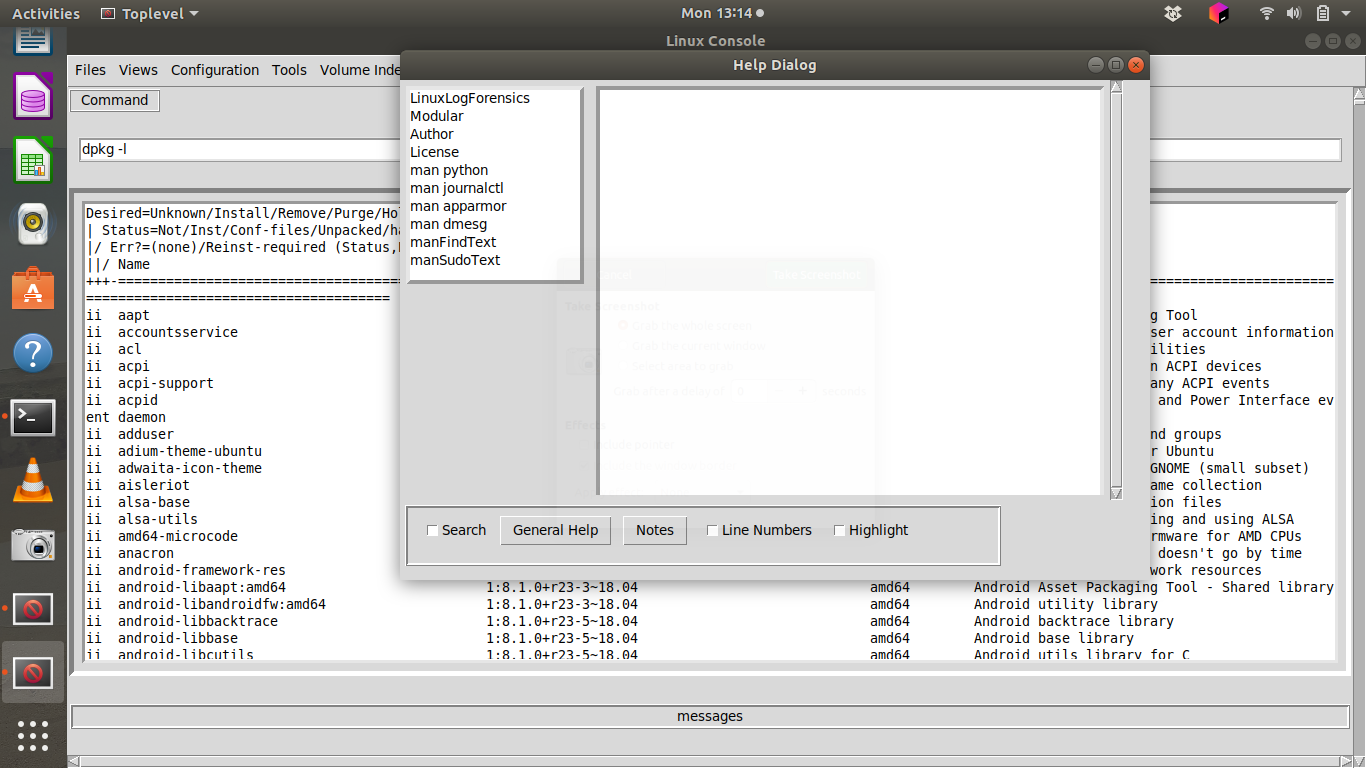 Activities
Toplevel
Mon 13:14
Linux Console
Files Views Configuration Tools Volume Inde
Help Dialog
Command
dpkg -l
LinuxLogForensics
Modular
Author
License
man python
man journalctl
man apparmor
man dmesg
manFindText
manSudoText
Take Screenshot
Effects
Search General Help Notes Line Numbers Highlight
Desired=Unknown/Install/Remove/Purge/Ho
| Status=Not/Inst/Conf-files/Unpacked/ha
|/ Err?=(none)/Reinst-required (Status,
||/ Name
+++-===================================
======================================
ii aapt g Tool
ii accountsservice ser account information
ii acl ilities
ii acpi n ACPI devices
ii acpi-support any ACPI events
ii acpid and Power Interface ev
ent daemon
ii adduser nd groups
ii adium-theme-ubuntu r Ubuntu
ii adwaita-icon-theme GNOME (small subset)
ii aisleriot ame collection
ii alsa-base ion files
ii alsa-utils ing and using ALSA
ii amd64-microcode rmware for AMD CPUs
ii anacron doesn't go by time
ii android-framework-res work resources
ii android-libaapt:amd64 1:8.1.0+r23-3~18.04 amd64 Android Asset Packaging Tool - Shared library
ii android-libandroidfw:amd64 1:8.1.0+r23-3~18.04 amd64 Android utility library
ii android-libbacktrace 1:8.1.0+r23-5~18.04 amd64 Android backtrace library
ii android-libbase 1:8.1.0+r23-5~18.04 amd64 Android base library
ii android-libcutils 1:8.1.0+r23-5~18.04 amd64 Android utils library for C
messages